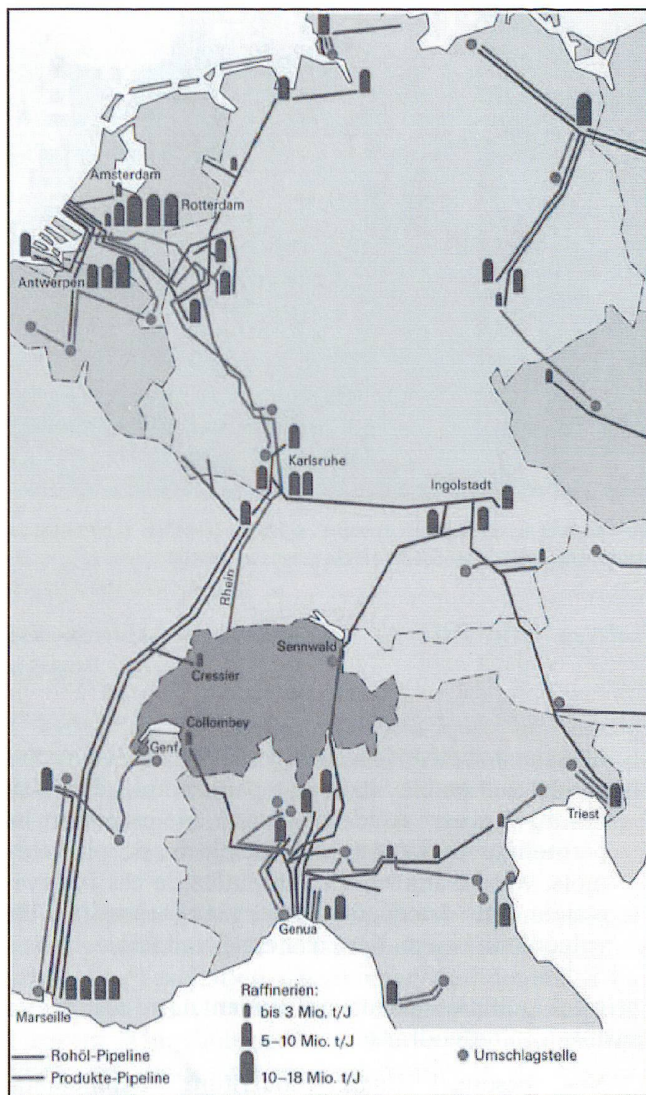 Amsterdam
Rotterdam
Antwerpen
Karlsruhe
Ingolstadt
Rhein
Sennwald
Cressier
Collombey
Genf
Triest
Genua
Marseille
Raffinerien:
bis 3 Mio. t/J
5–10 Mio. t/J
10–18 Mio. t/J
Rohöl-Pipeline
Produkte-Pipeline
Umschlagstelle